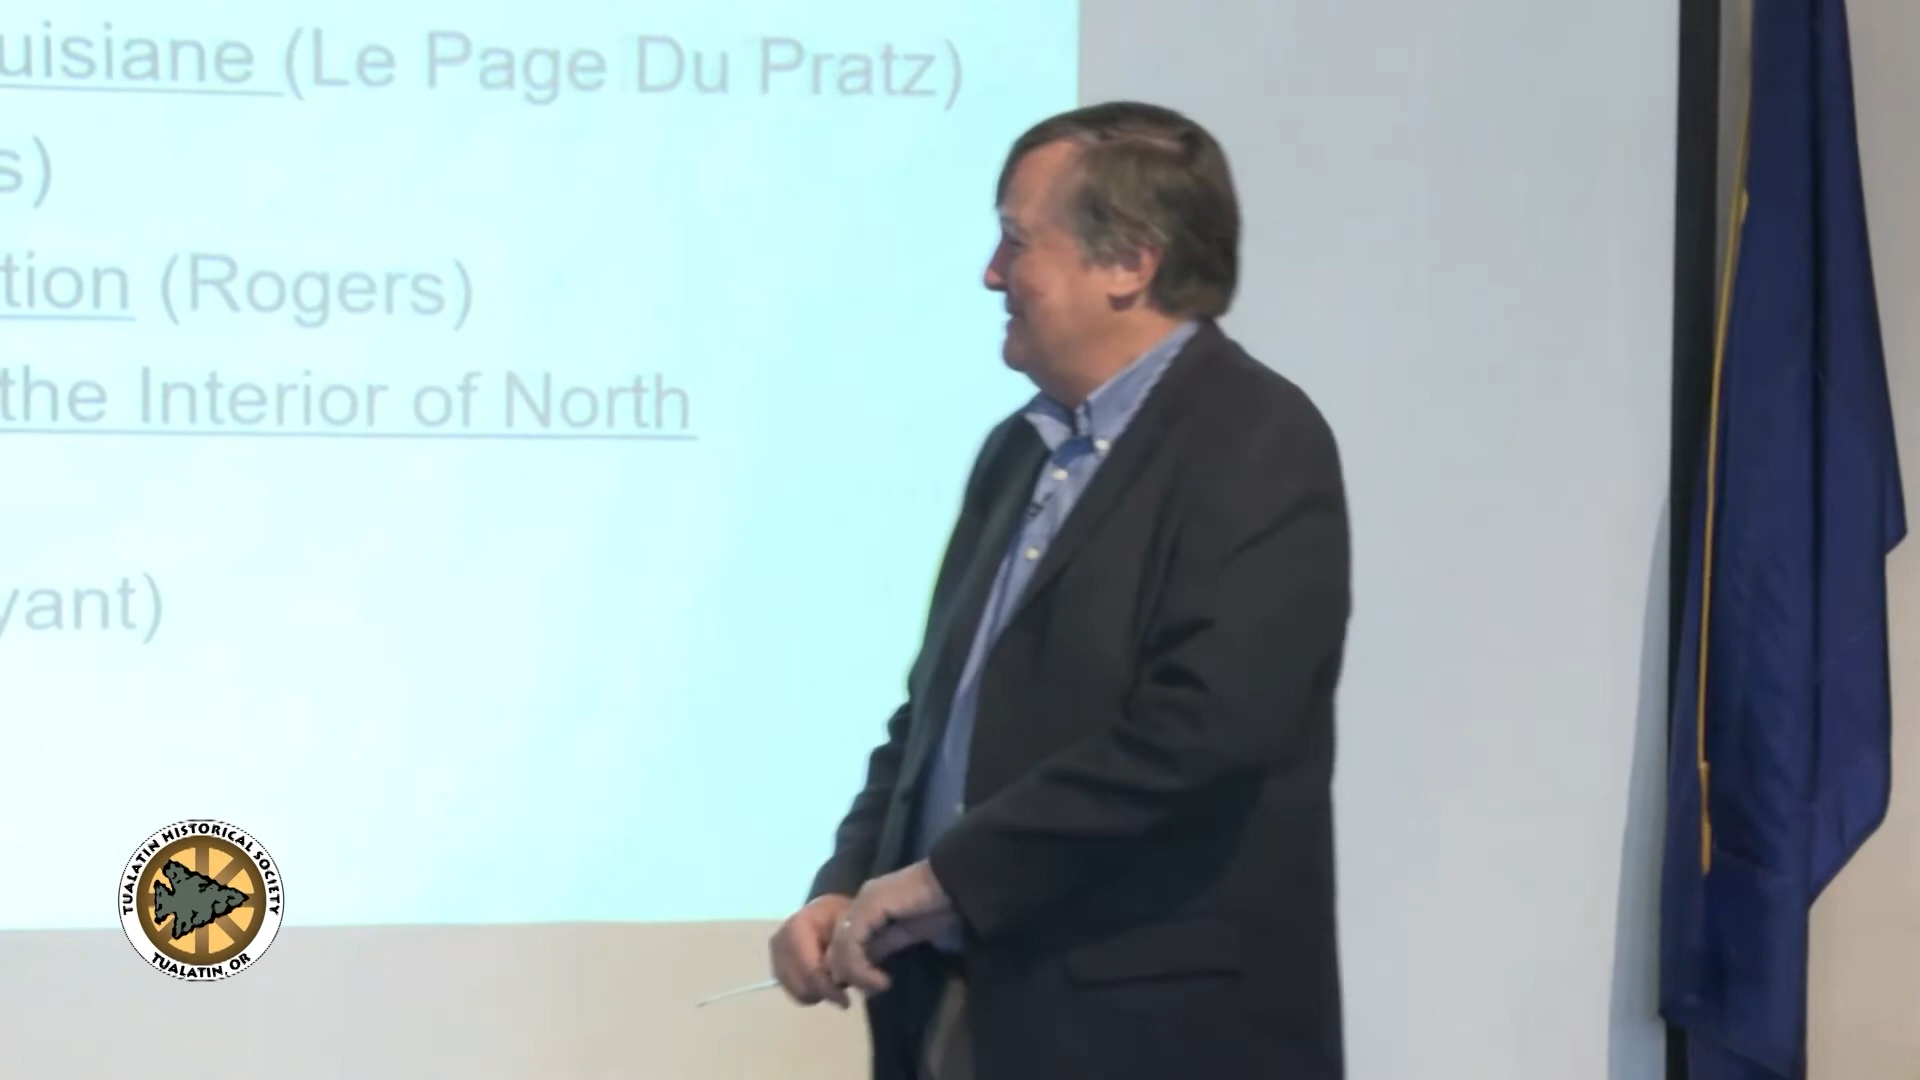 uisiane (Le Page Du Pratz)
s)
tion (Rogers)
the Interior of North
yant)
TUALATIN HISTORICAL SOCIETY
TUALATIN, OR